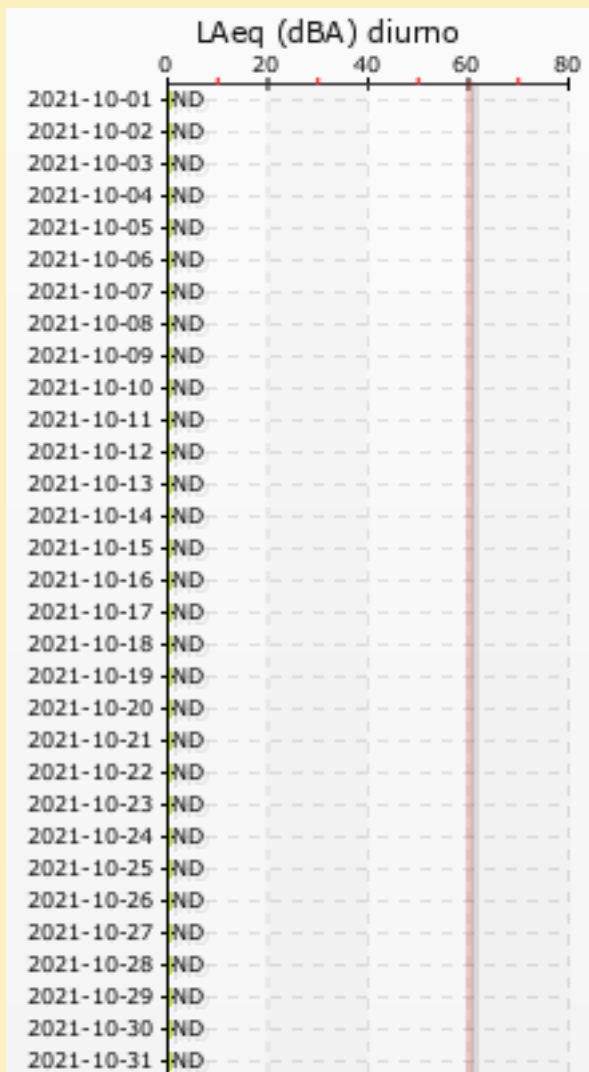 LAeq (dBA) diurno
0 20 40 60 80
2021-10-01 ND
2021-10-02 ND
2021-10-03 ND
2021-10-04 ND
2021-10-05 ND
2021-10-06 ND
2021-10-07 ND
2021-10-08 ND
2021-10-09 ND
2021-10-10 ND
2021-10-11 ND
2021-10-12 ND
2021-10-13 ND
2021-10-14 ND
2021-10-15 ND
2021-10-16 ND
2021-10-17 ND
2021-10-18 ND
2021-10-19 ND
2021-10-20 ND
2021-10-21 ND
2021-10-22 ND
2021-10-23 ND
2021-10-24 ND
2021-10-25 ND
2021-10-26 ND
2021-10-27 ND
2021-10-28 ND
2021-10-29 ND
2021-10-30 ND
2021-10-31 ND